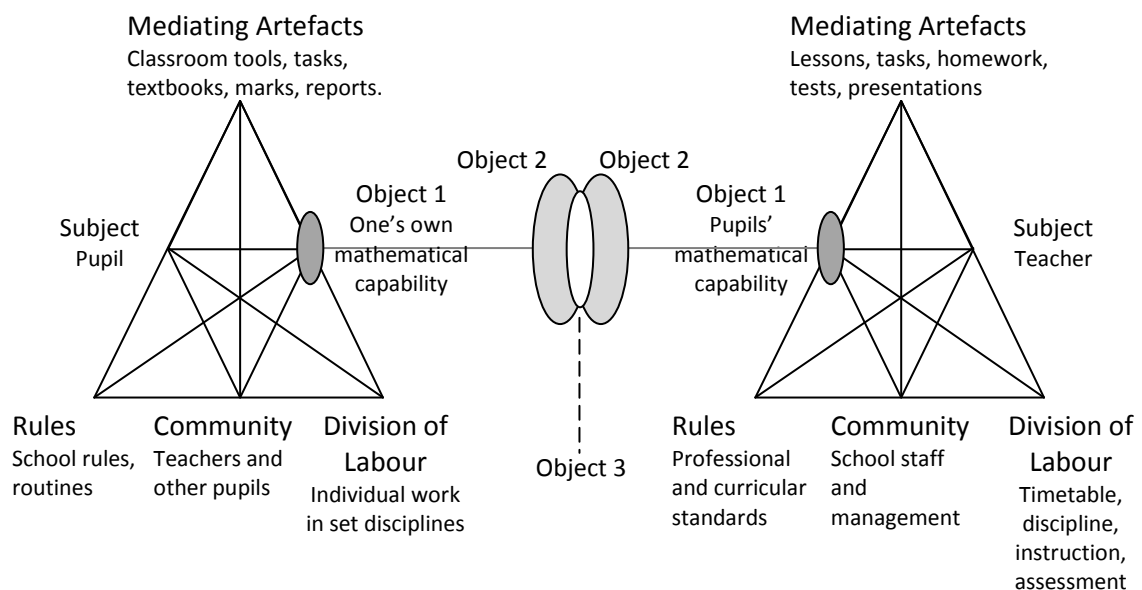 Mediating Artefacts
Classroom tools, tasks,
textbooks, marks, reports.
Mediating Artefacts
Lessons, tasks, homework,
tests, presentations
Object 2
Object 2
Object 1
One's own
mathematical
capability
Object 1
Pupils'
mathematical
capability
Subject
Pupil
Subject
Teacher
Rules
School rules,
routines
Community
Teachers and
other pupils
Division of
Labour
Individual work
in set disciplines
Object 3
Rules
Professional
and curricular
standards
Community
School staff
and
management
Division of
Labour
Timetable,
discipline,
instruction,
assessment